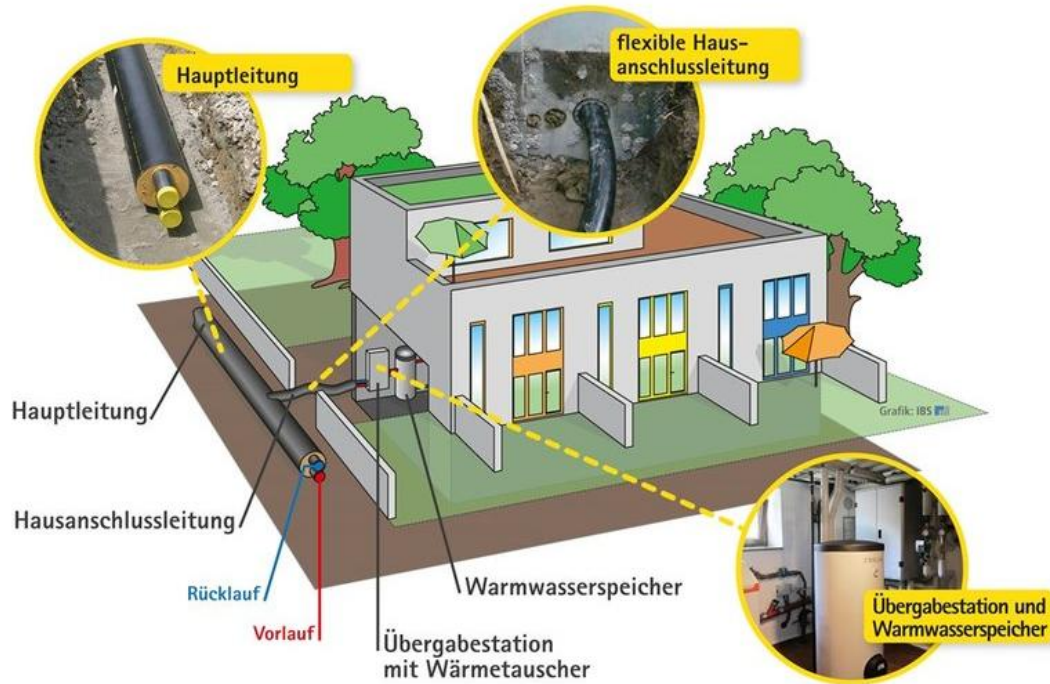 Hauptleitung
flexible Haus-
anschlussleitung
Hauptleitung
Grafik: IBS
Hausanschlussleitung
Rücklauf
Vorlauf
Warmwasserspeicher
Übergabestation
mit Wärmetauscher
Übergabestation und
Warmwasserspeicher